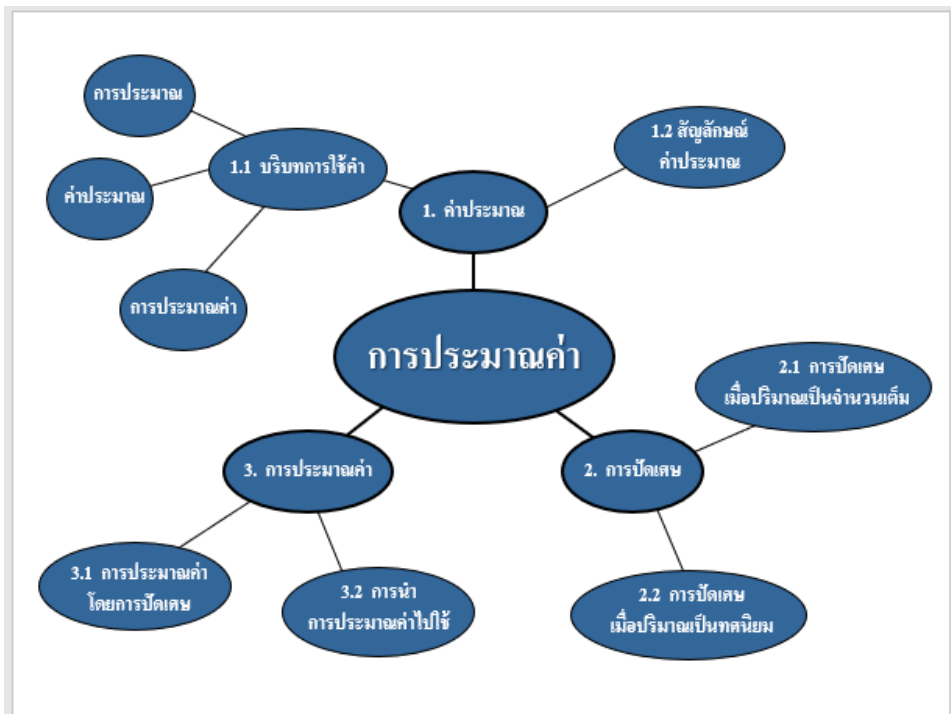 การประมาณ
1.1 บริบทการใช้คำ
ค่าประมาณ
การประมาณค่า
1. ค่าประมาณ
1.2 สัญลักษณ์
ค่าประมาณ
การประมาณค่า
2.1 การปัดเศษ
เมื่อปริมาณเป็นจำนวนเต็ม
3. การประมาณค่า
2. การปัดเศษ
3.1 การประมาณค่า
โดยการปัดเศษ
3.2 การนำ
การประมาณค่าไปใช้
2.2 การปัดเศษ
เมื่อปริมาณเป็นทศนิยม